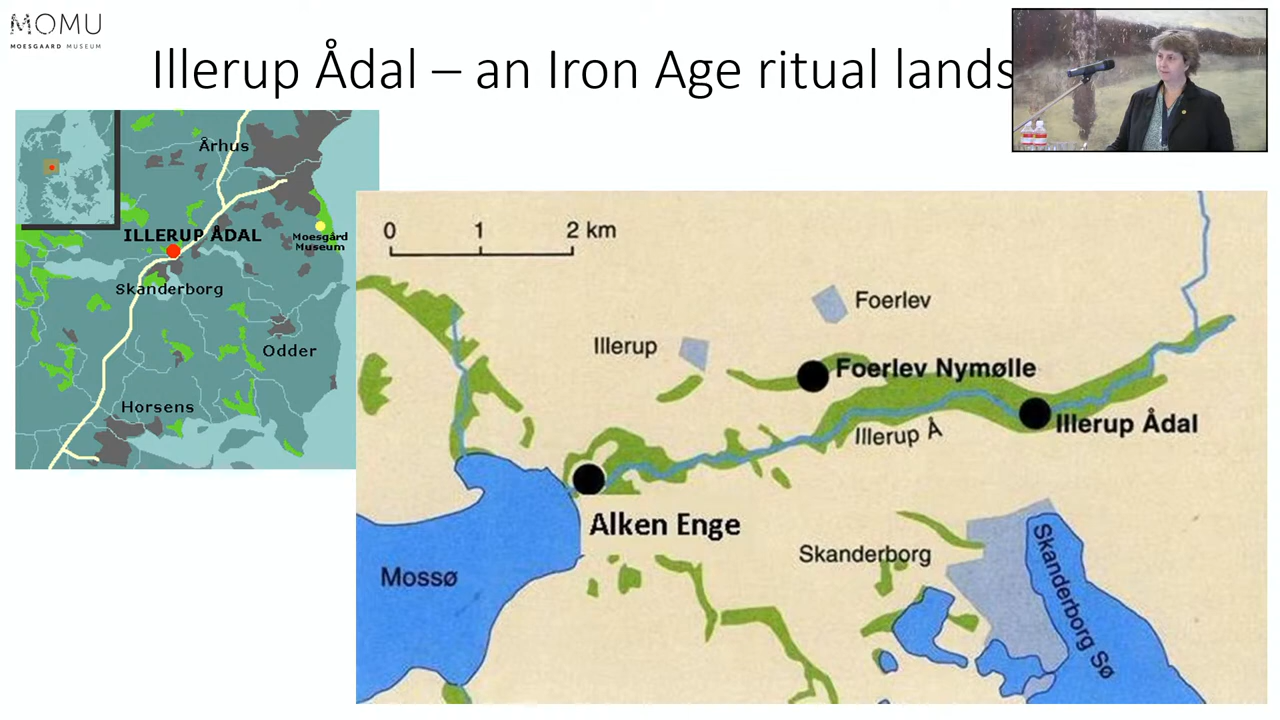 MOMU
MOESGAARD MUSEUM
Illerup Ådal – an Iron Age ritual lands
Århus
ILLERUP ÅDAL
Moesgård
Museum
Skanderborg
Odder
Horsens
0 1 2 km
Foerlev
Illerup
Foerlev Nymølle
Illerup Ådal
Illerup Å
Alken Enge
Mossø
Skanderborg
Skanderborg Sø